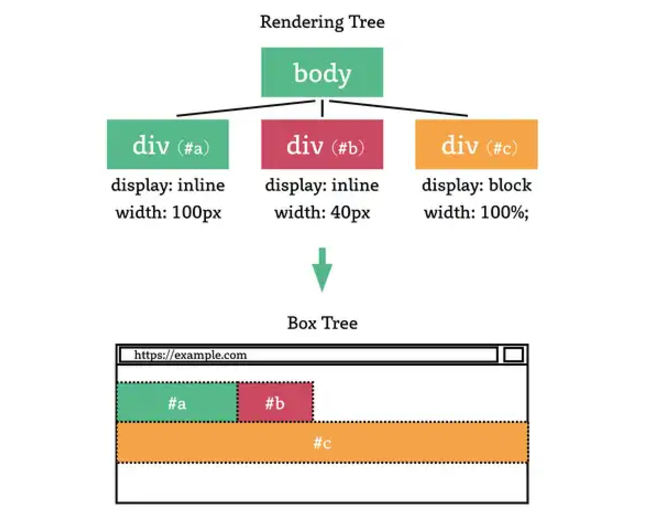 Rendering Tree
body
div（#a） div（#b） div（#c）
display: inline display: inline display: block
width: 100px width: 40px width: 100%;
Box Tree
https://example.com
#a #b
#c